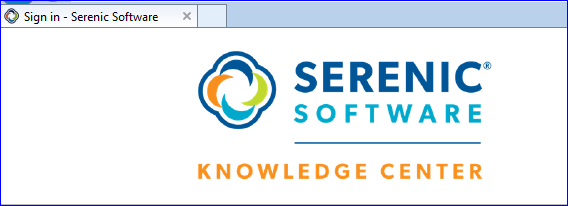 Sign in - Serenic Software
SERENIC®
SOFTWARE
KNOWLEDGE CENTER